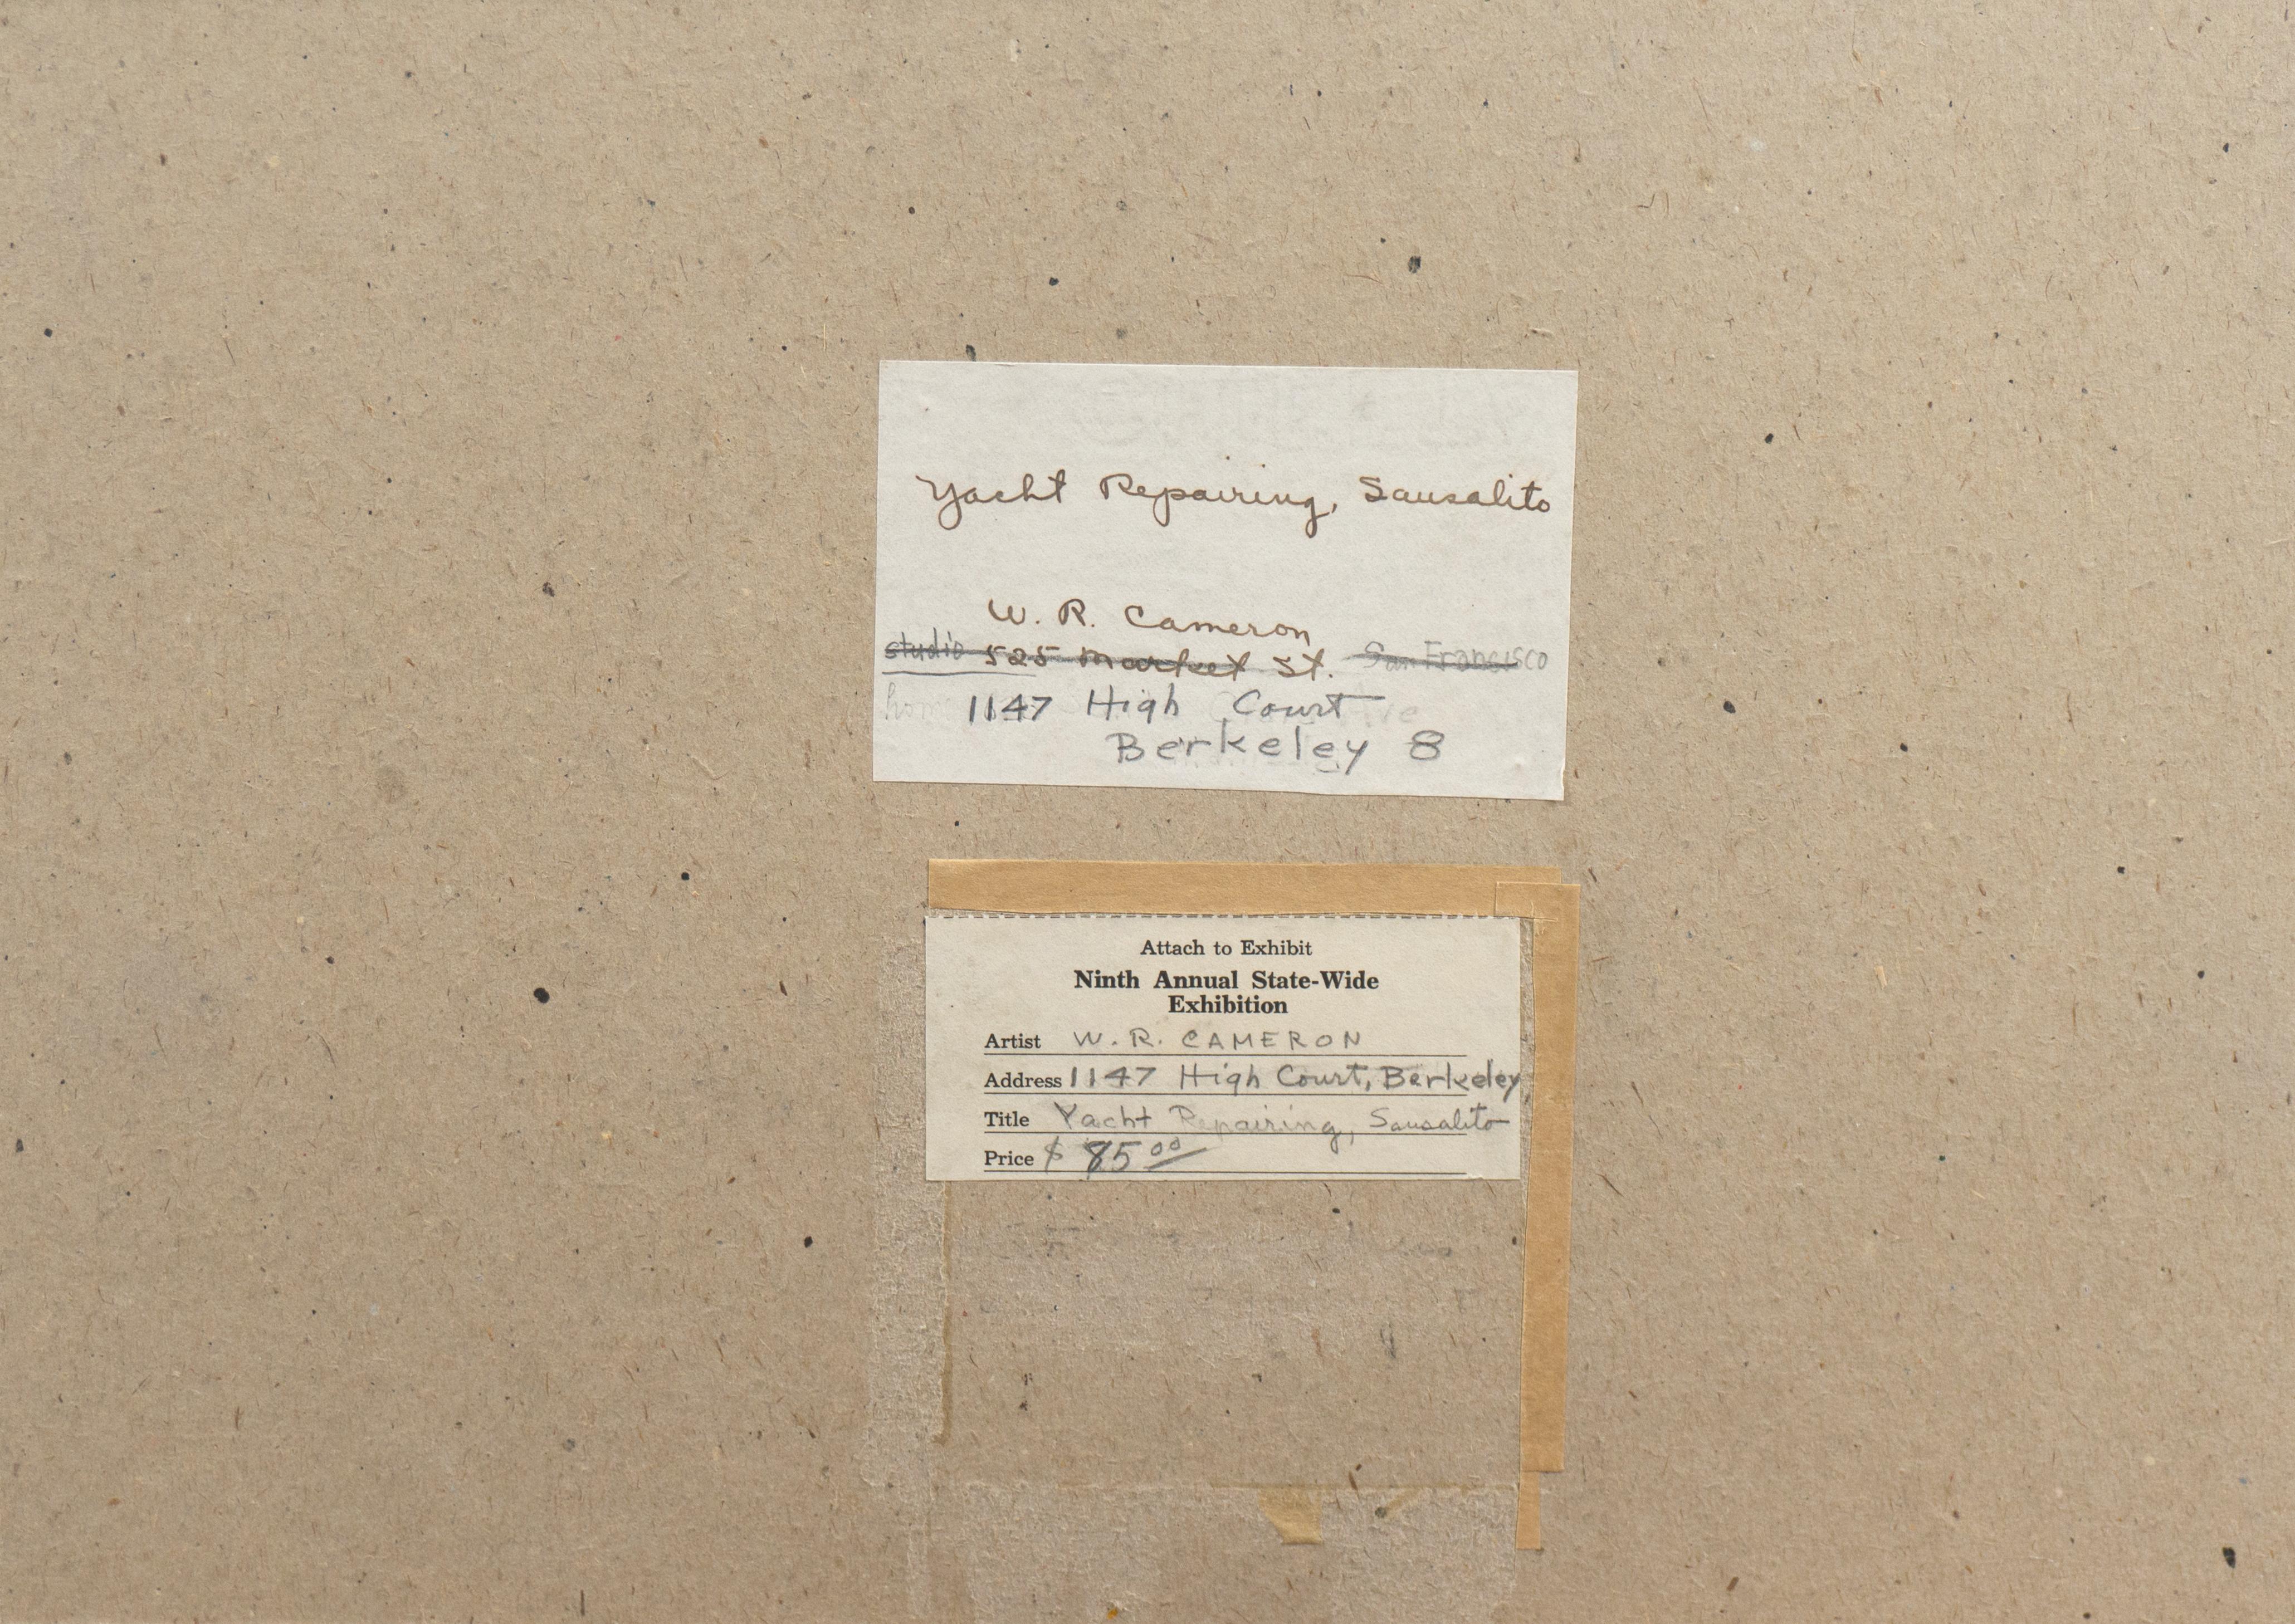 Yacht Repairing, Sausalito
W. R. Cameron
studio 525 Market St. San Francisco
1147 High Court
Berkeley 8
Attach to Exhibit
Ninth Annual State-Wide
Exhibition
Artist W. R. CAMERON
Address 1147 High Court, Berkeley
Title Yacht Repairing, Sausalito
Price $ 85.00